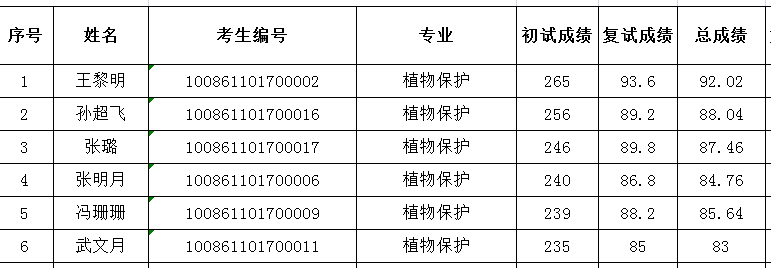 序号 姓名 考生编号 专业 初试成绩 复试成绩 总成绩
1 王黎明 100861101700002 植物保护 265 93.6 92.02
2 孙超飞 100861101700016 植物保护 256 89.2 88.04
3 张璐 100861101700017 植物保护 246 89.8 87.46
4 张明月 100861101700006 植物保护 240 86.8 84.76
5 冯珊珊 100861101700009 植物保护 239 88.2 85.64
6 武文月 100861101700011 植物保护 235 85 83